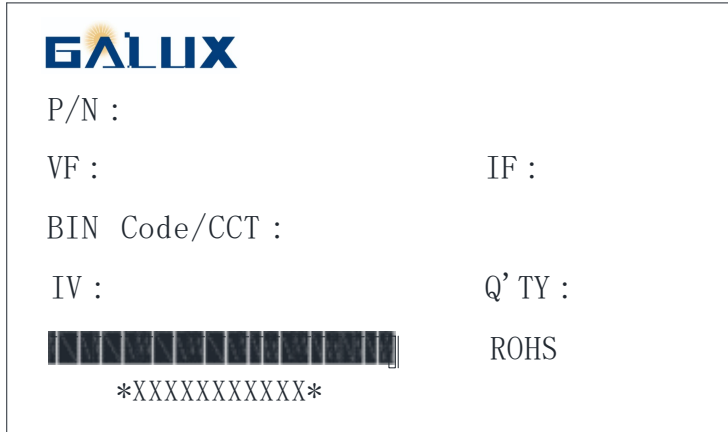 GALUX
P/N：
VF： IF：
BIN Code/CCT：
IV： Q'TY：
ROHS
*XXXXXXXXXXX*